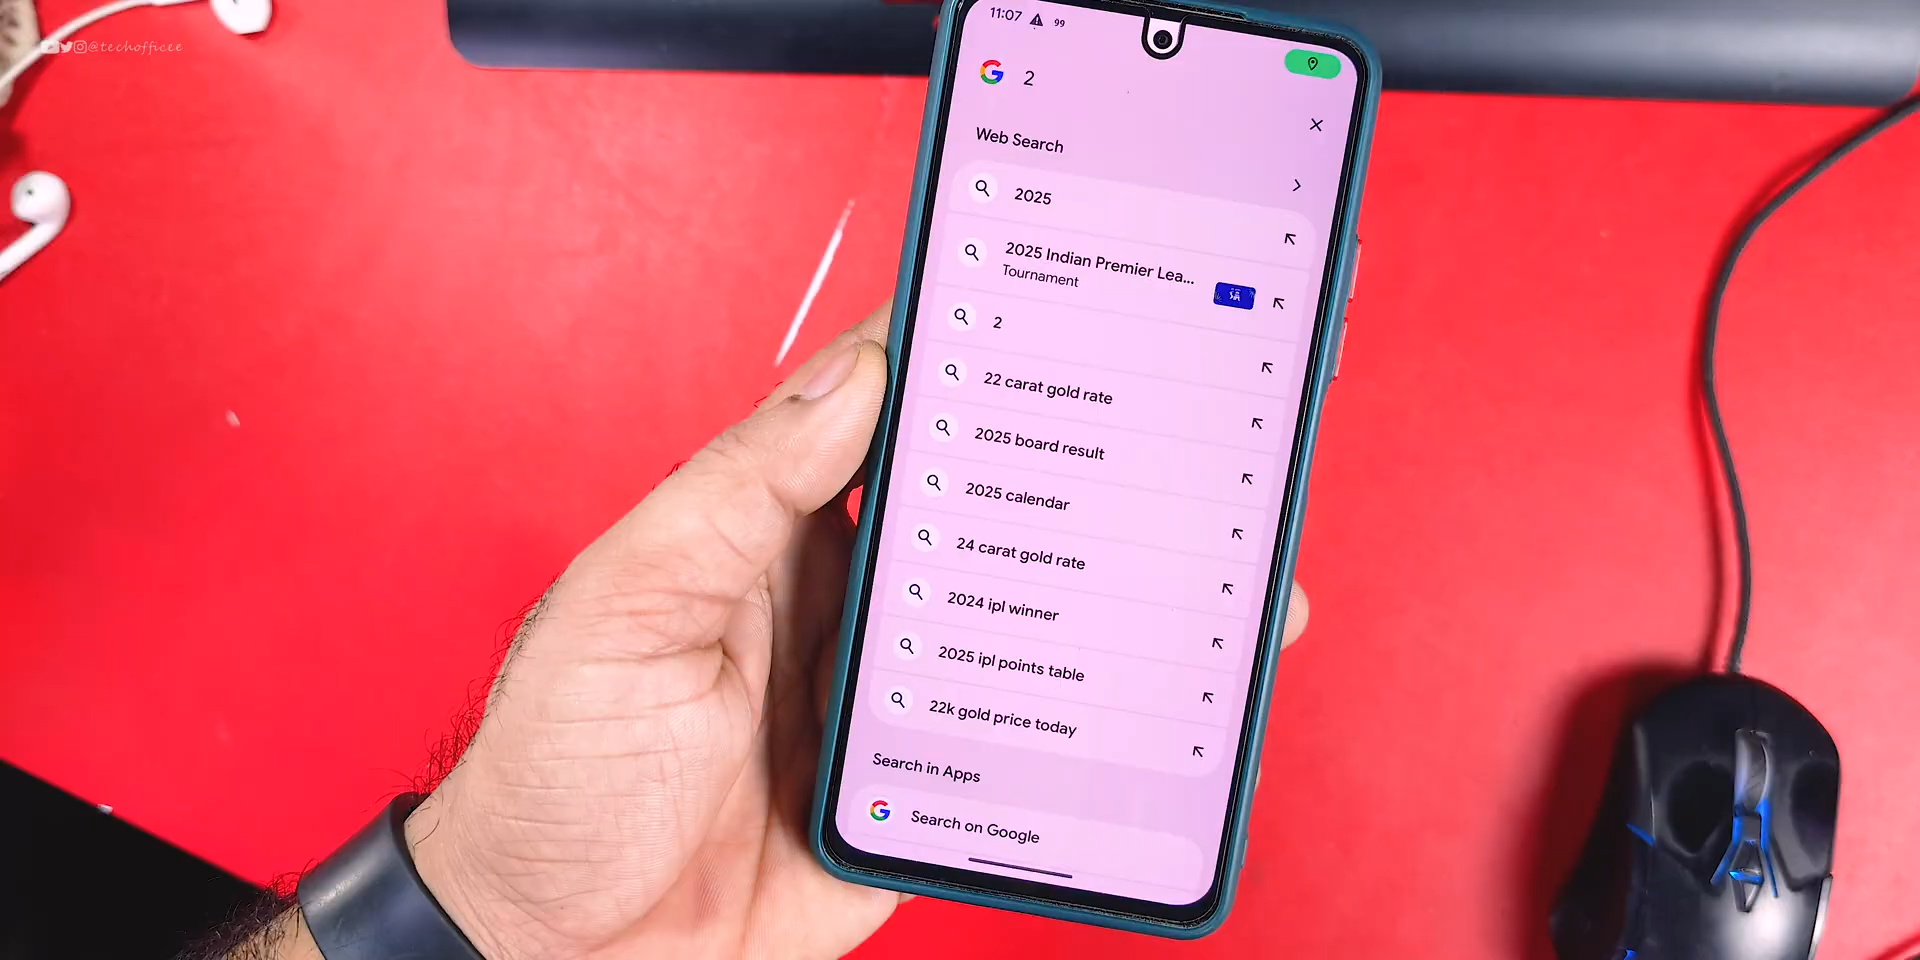 @techofficee
11:07 99
2
Web Search
2025
2025 Indian Premier Lea...
Tournament
2
22 carat gold rate
2025 board result
2025 calendar
24 carat gold rate
2024 ipl winner
2025 ipl points table
22k gold price today
Search in Apps
Search on Google